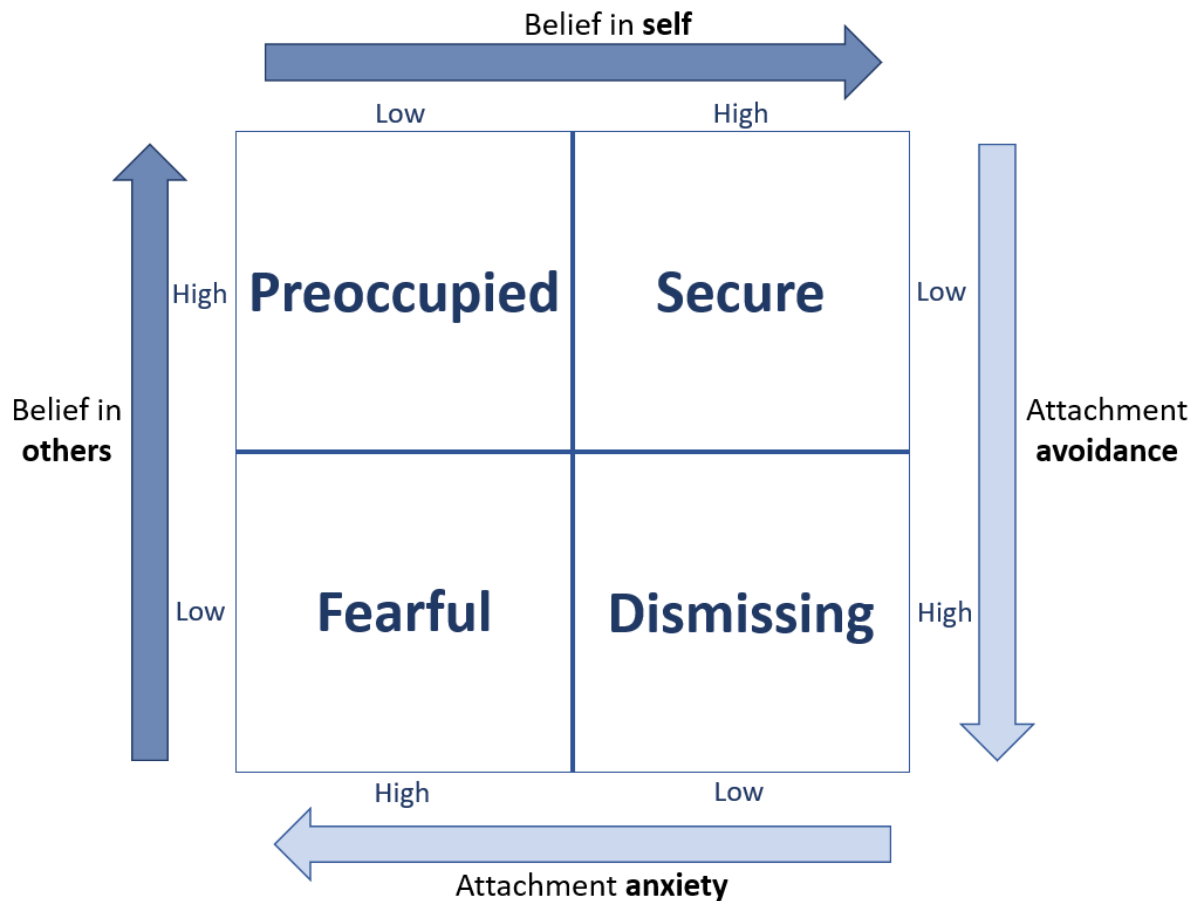 Belief in self
Low
High
High
Preoccupied
Secure
Low
Belief in
others
Attachment
avoidance
Low
Fearful
Dismissing
High
High
Low
Attachment anxiety